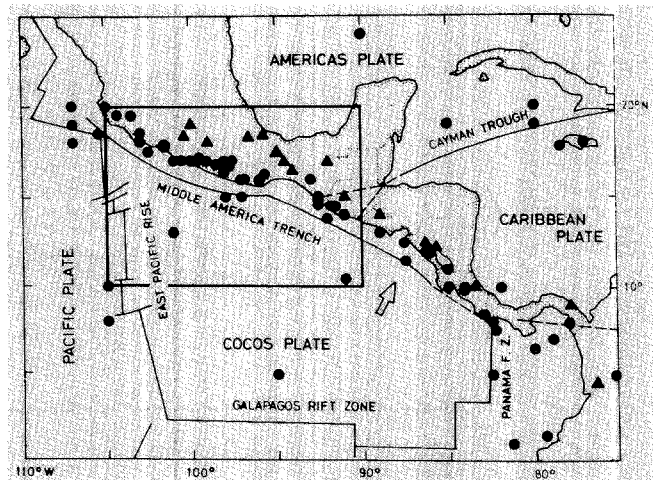 AMERICAS PLATE
20°N
CAYMAN TROUGH
MIDDLE AMERICA TRENCH
CARIBBEAN
PLATE
EAST PACIFIC RISE
PACIFIC PLATE
10°
COCOS PLATE
PANAMA F. Z.
GALAPAGOS RIFT ZONE
110°W
100°
90°
80°